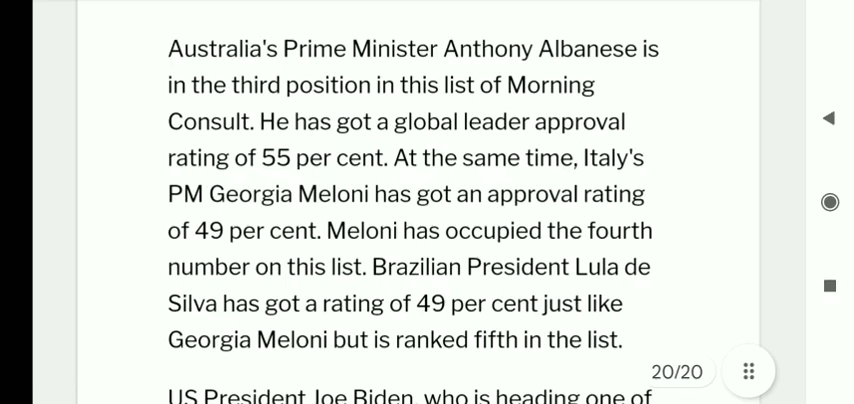 Australia's Prime Minister Anthony Albanese is
in the third position in this list of Morning
Consult. He has got a global leader approval
rating of 55 per cent. At the same time, Italy's
PM Georgia Meloni has got an approval rating
of 49 per cent. Meloni has occupied the fourth
number on this list. Brazilian President Lula de
Silva has got a rating of 49 per cent just like
Georgia Meloni but is ranked fifth in the list.
20/20
US President Joe Biden, who is heading one of